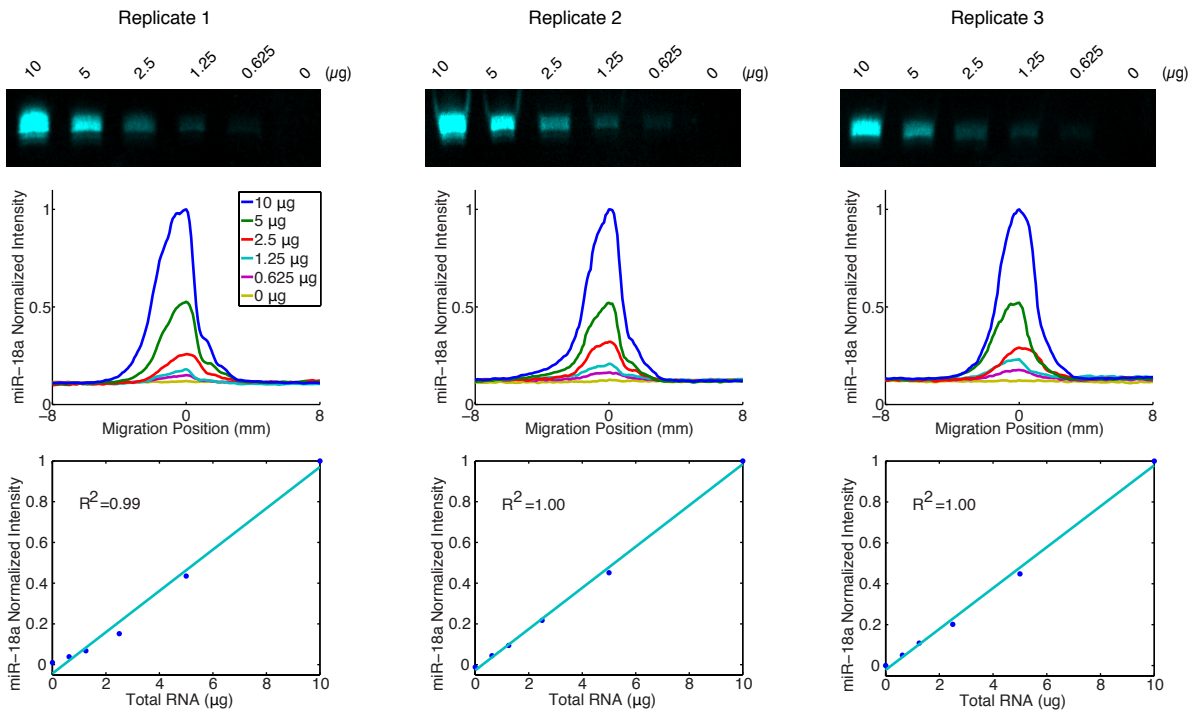 Replicate 1 Replicate 2 Replicate 3
10 5 2.5 1.25 0.625 0 (µg) 10 5 2.5 1.25 0.625 0 (µg) 10 5 2.5 1.25 0.625 0 (µg)
miR−18a Normalized Intensity
1
0.5
0
−8 0 8
Migration Position (mm)
10 µg
5 µg
2.5 µg
1.25 µg
0.625 µg
0 µg
miR−18a Normalized Intensity
1
0.5
0
−8 0 8
Migration Position (mm)
miR−18a Normalized Intensity
1
0.5
0
−8 0 8
Migration Position (mm)
miR−18a Normalized Intensity
1
0.8
0.6
0.4
0.2
0
R2=0.99
0 2 4 6 8 10
Total RNA (µg)
miR−18a Normalized Intensity
1
0.8
0.6
0.4
0.2
0
R2=1.00
0 2 4 6 8 10
Total RNA (µg)
miR−18a Normalized Intensity
1
0.8
0.6
0.4
0.2
0
R2=1.00
0 2 4 6 8 10
Total RNA (ug)